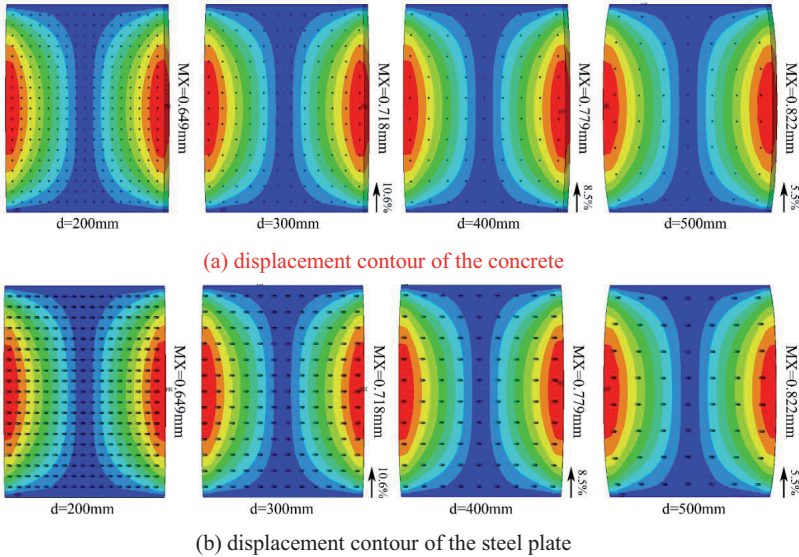 MX=0.649mm
MX=0.718mm
10.6%
MX=0.779mm
8.5%
MX=0.822mm
5.5%
d=200mm
d=300mm
d=400mm
d=500mm
(a) displacement contour of the concrete
MX=0.649mm
MX=0.718mm
10.6%
MX=0.779mm
8.5%
MX=0.822mm
5.5%
d=200mm
d=300mm
d=400mm
d=500mm
(b) displacement contour of the steel plate